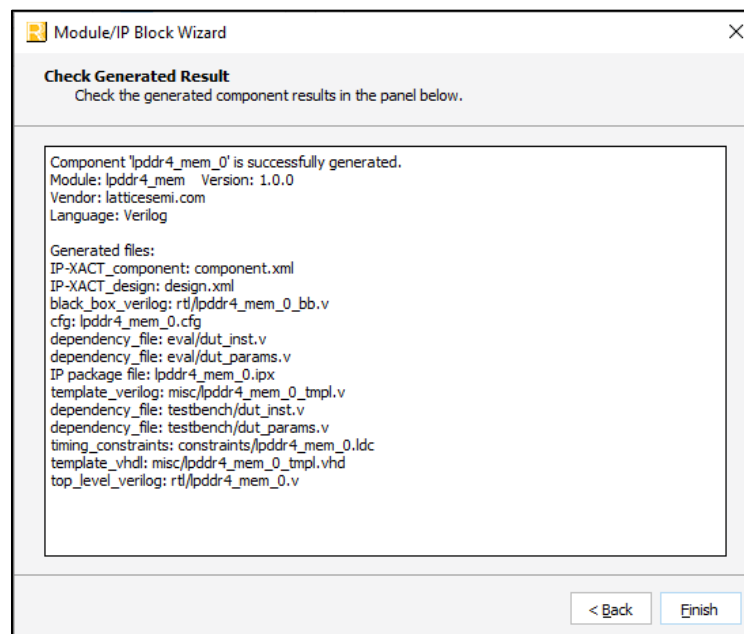 Module/IP Block Wizard
Check Generated Result
Check the generated component results in the panel below.
Component 'lpddr4_mem_0' is successfully generated.
Module: lpddr4_mem    Version: 1.0.0
Vendor: latticesemi.com
Language: Verilog
Generated files:
IP-XACT_component: component.xml
IP-XACT_design: design.xml
black_box_verilog: rtl/lpddr4_mem_0_bb.v
cfg: lpddr4_mem_0.cfg
dependency_file: eval/dut_inst.v
dependency_file: eval/dut_params.v
IP package file: lpddr4_mem_0.ipx
template_verilog: misc/lpddr4_mem_0_tmpl.v
dependency_file: testbench/dut_inst.v
dependency_file: testbench/dut_params.v
timing_constraints: constraints/lpddr4_mem_0.ldc
template_vhdl: misc/lpddr4_mem_0_tmpl.vhd
top_level_verilog: rtl/lpddr4_mem_0.v
< Back    Finish